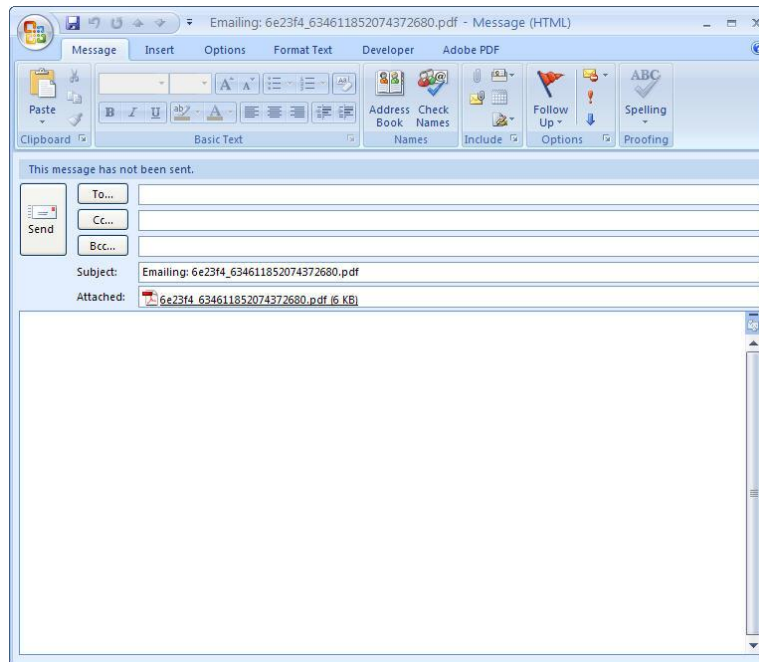 Emailing: 6e23f4_634611852074372680.pdf - Message (HTML)
Message Insert Options Format Text Developer Adobe PDF
Paste
B I U ab A
Address Book
Check Names
Follow Up
ABC
Spelling
Clipboard Basic Text Names Include Options Proofing
This message has not been sent.
Send
To...
Cc...
Bcc...
Subject: Emailing: 6e23f4_634611852074372680.pdf
Attached: 6e23f4_634611852074372680.pdf (6 KB)